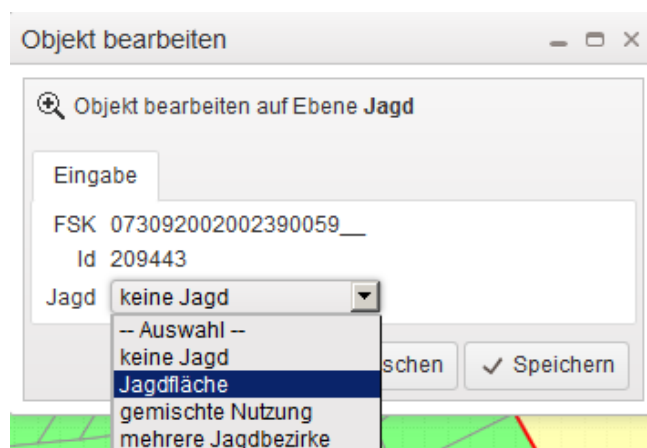 Objekt bearbeiten
Objekt bearbeiten auf Ebene Jagd
Eingabe
FSK 073092002002390059__
Id 209443
Jagd keine Jagd
-- Auswahl --
keine Jagd
schen Speichern
Jagdfläche
gemischte Nutzung
mehrere Jagdbezirke